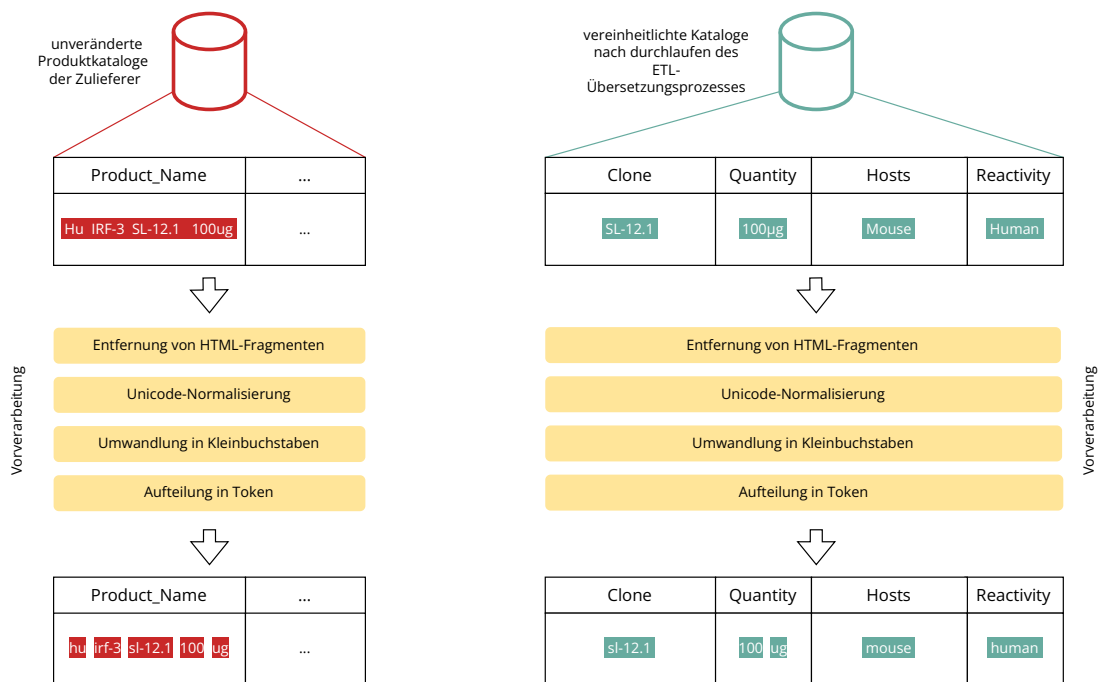 unveränderte
Produktkataloge
der Zulieferer
vereinheitlichte Kataloge
nach durchlaufen des
ETL-
Übersetzungsprozesses
Product_Name ...
Hu IRF-3 SL-12.1 100ug ...
Clone Quantity Hosts Reactivity
SL-12.1 100µg Mouse Human
Vorverarbeitung
Entfernung von HTML-Fragmenten
Unicode-Normalisierung
Umwandlung in Kleinbuchstaben
Aufteilung in Token
Entfernung von HTML-Fragmenten
Unicode-Normalisierung
Umwandlung in Kleinbuchstaben
Aufteilung in Token
Vorverarbeitung
Product_Name ...
hu irf-3 sl-12.1 100 ug ...
Clone Quantity Hosts Reactivity
sl-12.1 100 ug mouse human